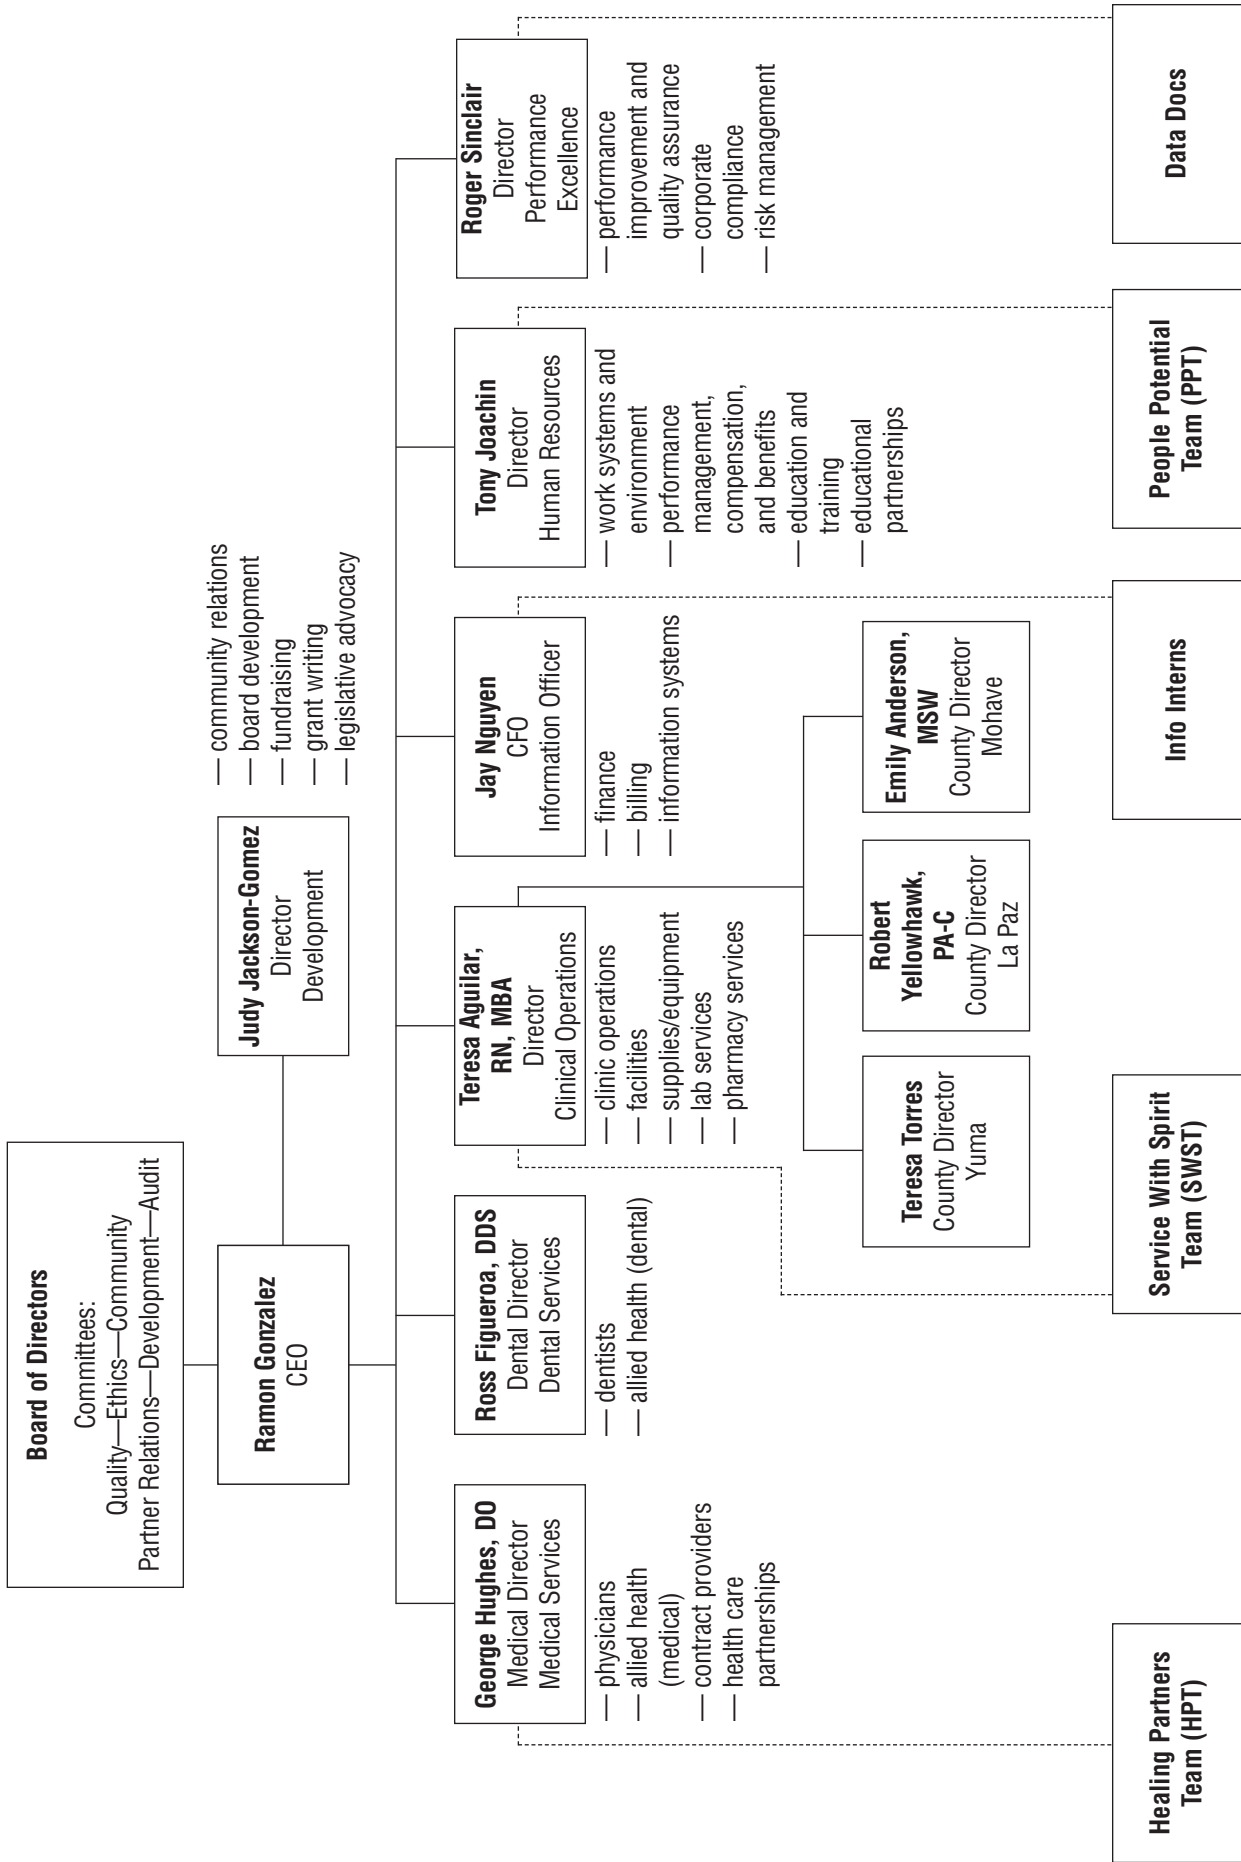 Board of Directors
Committees:
Quality—Ethics—Community
Partner Relations—Development—Audit
Ramon Gonzalez
CEO
Judy Jackson-Gomez
Director
Development
— community relations
— board development
— fundraising
— grant writing
— legislative advocacy
George Hughes, DO
Medical Director
Medical Services
— physicians
— allied health
(medical)
— contract providers
— health care
partnerships
Ross Figueroa, DDS
Dental Director
Dental Services
— dentists
— allied health (dental)
Teresa Aguilar,
RN, MBA
Director
Clinical Operations
— clinic operations
— facilities
— supplies/equipment
— lab services
— pharmacy services
Jay Nguyen
CFO
Information Officer
— finance
— billing
— information systems
Tony Joachin
Director
Human Resources
— work systems and
environment
— performance
management,
compensation,
and benefits
— education and
training
— educational
partnerships
Roger Sinclair
Director
Performance
Excellence
— performance
improvement and
quality assurance
— corporate
compliance
— risk management
Teresa Torres
County Director
Yuma
Robert
Yellowhawk,
PA-C
County Director
La Paz
Emily Anderson,
MSW
County Director
Mohave
Healing Partners
Team (HPT)
Service With Spirit
Team (SWST)
Info Interns
People Potential
Team (PPT)
Data Docs